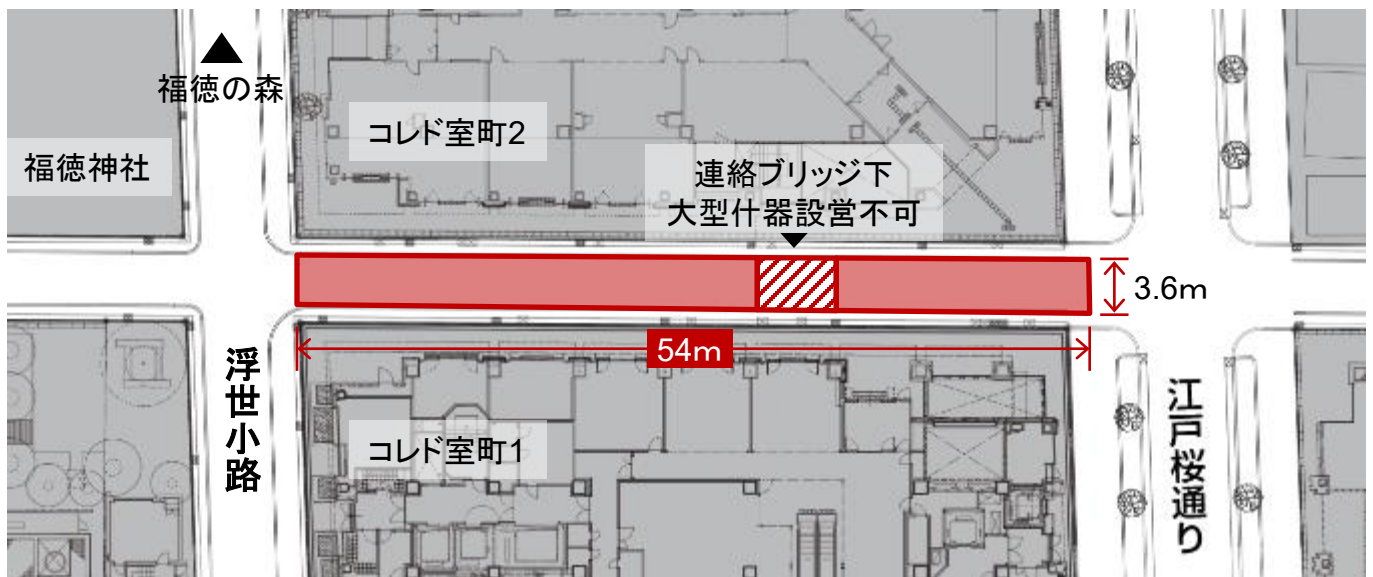 福徳の森
コレド室町2
福徳神社
連絡ブリッジ下
大型什器設営不可
3.6m
54m
浮世小路
コレド室町1
江戸桜通り